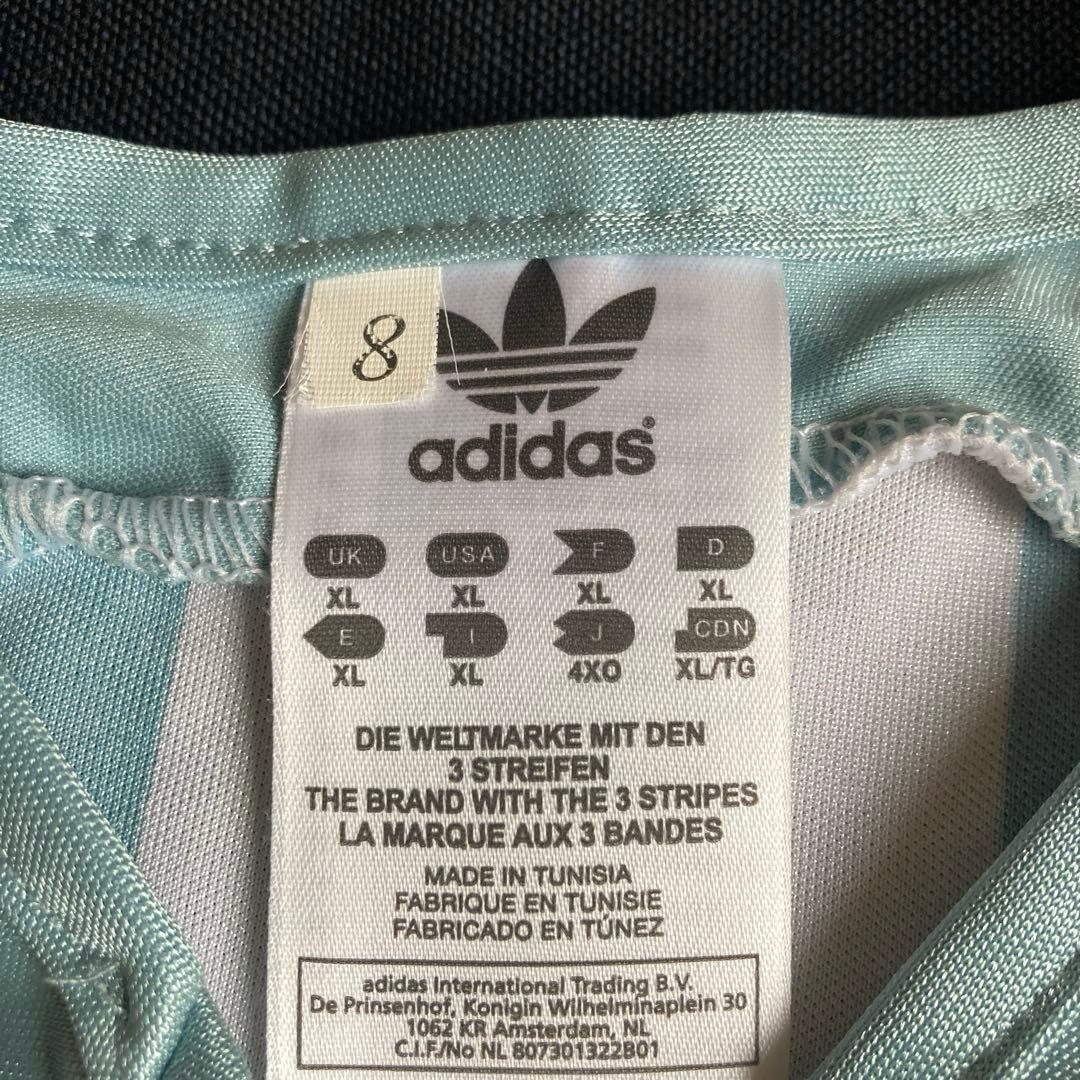 8
adidas®
UK USA F D
XL XL XL XL
E I J CDN
XL XL 4XO XL/TG
DIE WELTMARKE MIT DEN
3 STREIFEN
THE BRAND WITH THE 3 STRIPES
LA MARQUE AUX 3 BANDES
MADE IN TUNISIA
FABRIQUE EN TUNISIE
FABRICADO EN TÚNEZ
adidas International Trading B.V.
De Prinsenhof, Konigin Wilhelminaplein 30
1062 KR Amsterdam, NL
C.I.F/No NL 807301322801